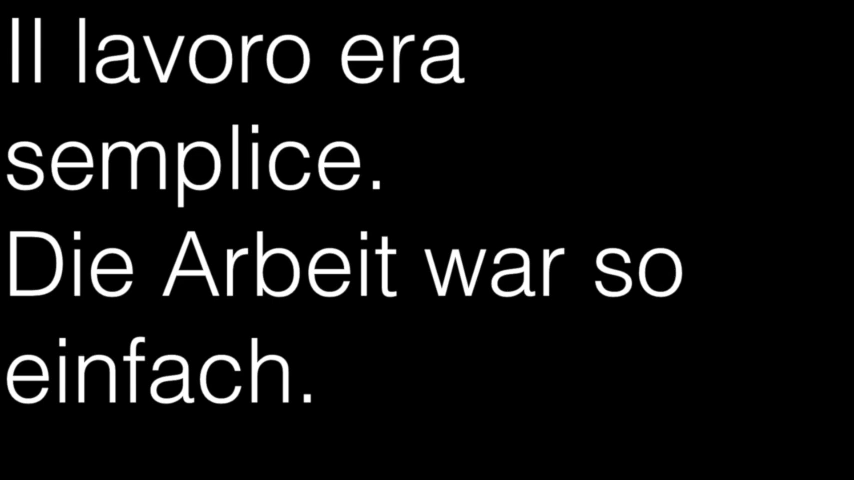 Il lavoro era
semplice.
Die Arbeit war so
einfach.